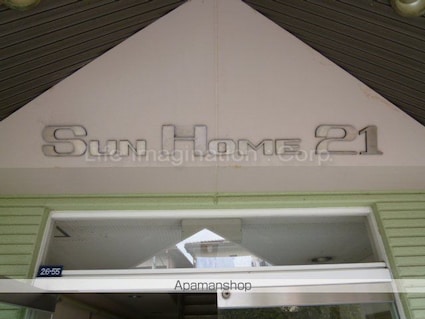 SUN HOME 21
Life Imagination . Corp.
26-55
Apamanshop